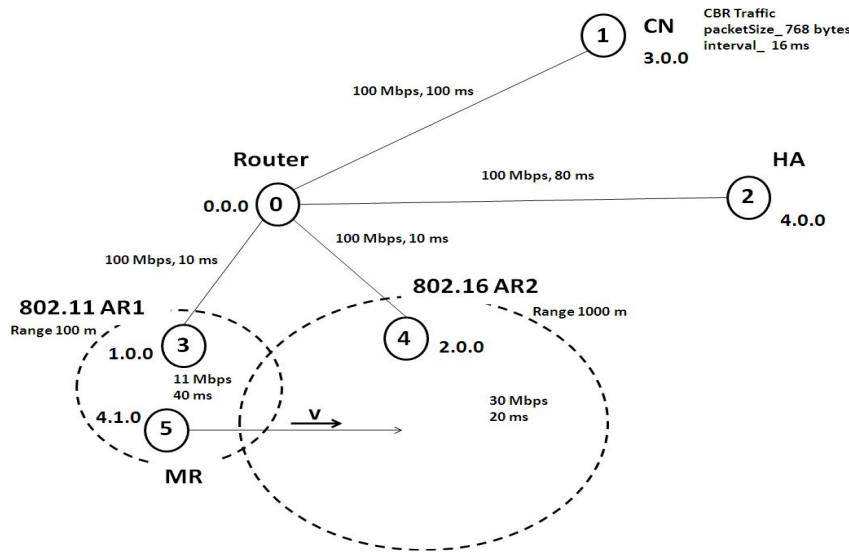 1
CN
3.0.0
CBR Traffic
packetSize_ 768 bytes
interval_ 16 ms
100 Mbps, 100 ms
Router
0.0.0
0
100 Mbps, 80 ms
HA
2
4.0.0
100 Mbps, 10 ms
100 Mbps, 10 ms
802.11 AR1
Range 100 m
802.16 AR2
Range 1000 m
1.0.0
3
4
2.0.0
11 Mbps
40 ms
30 Mbps
20 ms
4.1.0
5
V
MR